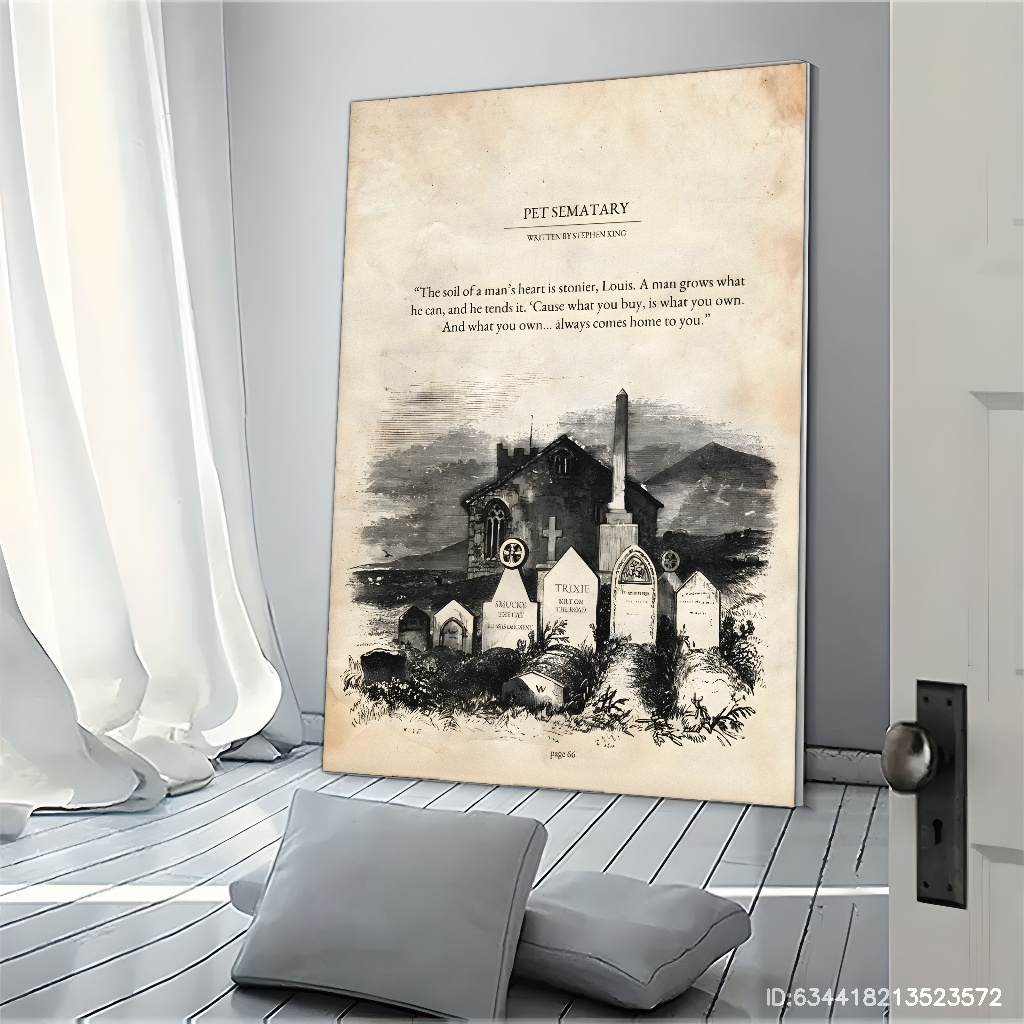 PET SEMATARY
WRITTEN BY STEPHEN KING
“The soil of a man’s heart is stonier, Louis. A man grows what
he can, and he tends it. ‘Cause what you buy, is what you own.
And what you own... always comes home to you.”
SMUCKY
THE CAT
TRIXIE
KILT ON
THE ROAD
W
page 66
ID:634418213523572